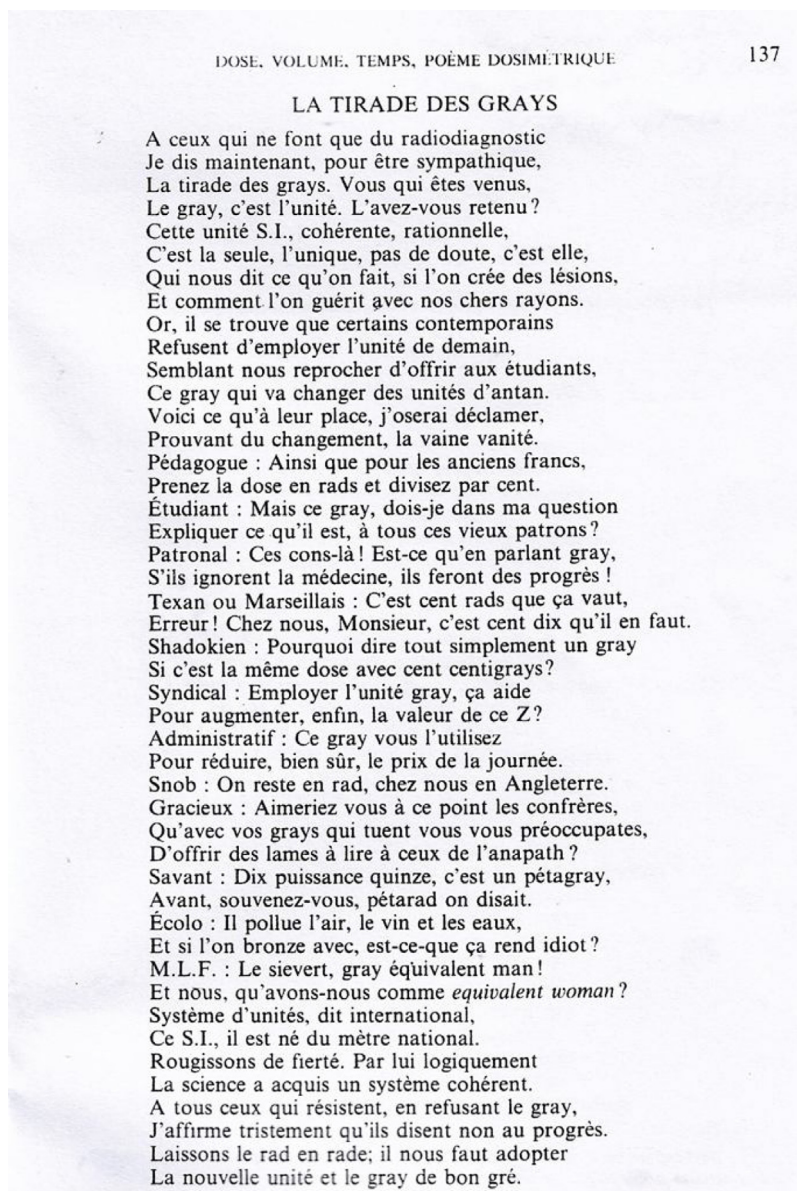 DOSE, VOLUME, TEMPS, POÈME DOSIMÉTRIQUE 137
LA TIRADE DES GRAYS
A ceux qui ne font que du radiodiagnostic
Je dis maintenant, pour être sympathique,
La tirade des grays. Vous qui êtes venus,
Le gray, c'est l'unité. L'avez-vous retenu?
Cette unité S.I., cohérente, rationnelle,
C'est la seule, l'unique, pas de doute, c'est elle,
Qui nous dit ce qu'on fait, si l'on crée des lésions,
Et comment l'on guérit avec nos chers rayons.
Or, il se trouve que certains contemporains
Refusent d'employer l'unité de demain,
Semblant nous reprocher d'offrir aux étudiants,
Ce gray qui va changer des unités d'antan.
Voici ce qu'à leur place, j'oserai déclamer,
Prouvant du changement, la vaine vanité.
Pédagogue : Ainsi que pour les anciens francs,
Prenez la dose en rads et divisez par cent.
Étudiant : Mais ce gray, dois-je dans ma question
Expliquer ce qu'il est, à tous ces vieux patrons?
Patronal : Ces cons-là! Est-ce qu'en parlant gray,
S'ils ignorent la médecine, ils feront des progrès !
Texan ou Marseillais : C'est cent rads que ça vaut,
Erreur! Chez nous, Monsieur, c'est cent dix qu'il en faut.
Shadokien : Pourquoi dire tout simplement un gray
Si c'est la même dose avec cent centigrays?
Syndical : Employer l'unité gray, ça aide
Pour augmenter, enfin, la valeur de ce Z?
Administratif : Ce gray vous l'utilisez
Pour réduire, bien sûr, le prix de la journée.
Snob : On reste en rad, chez nous en Angleterre.
Gracieux : Aimeriez vous à ce point les confrères,
Qu'avec vos grays qui tuent vous vous préoccupates,
D'offrir des lames à lire à ceux de l'anapath?
Savant : Dix puissance quinze, c'est un pétagray,
Avant, souvenez-vous, pétarad on disait.
Écolo : Il pollue l'air, le vin et les eaux,
Et si l'on bronze avec, est-ce-que ça rend idiot?
M.L.F. : Le sievert, gray équivalent man!
Et nous, qu'avons-nous comme equivalent woman?
Système d'unités, dit international,
Ce S.I., il est né du mètre national.
Rougissons de fierté. Par lui logiquement
La science a acquis un système cohérent.
A tous ceux qui résistent, en refusant le gray,
J'affirme tristement qu'ils disent non au progrès.
Laissons le rad en rade; il nous faut adopter
La nouvelle unité et le gray de bon gré.